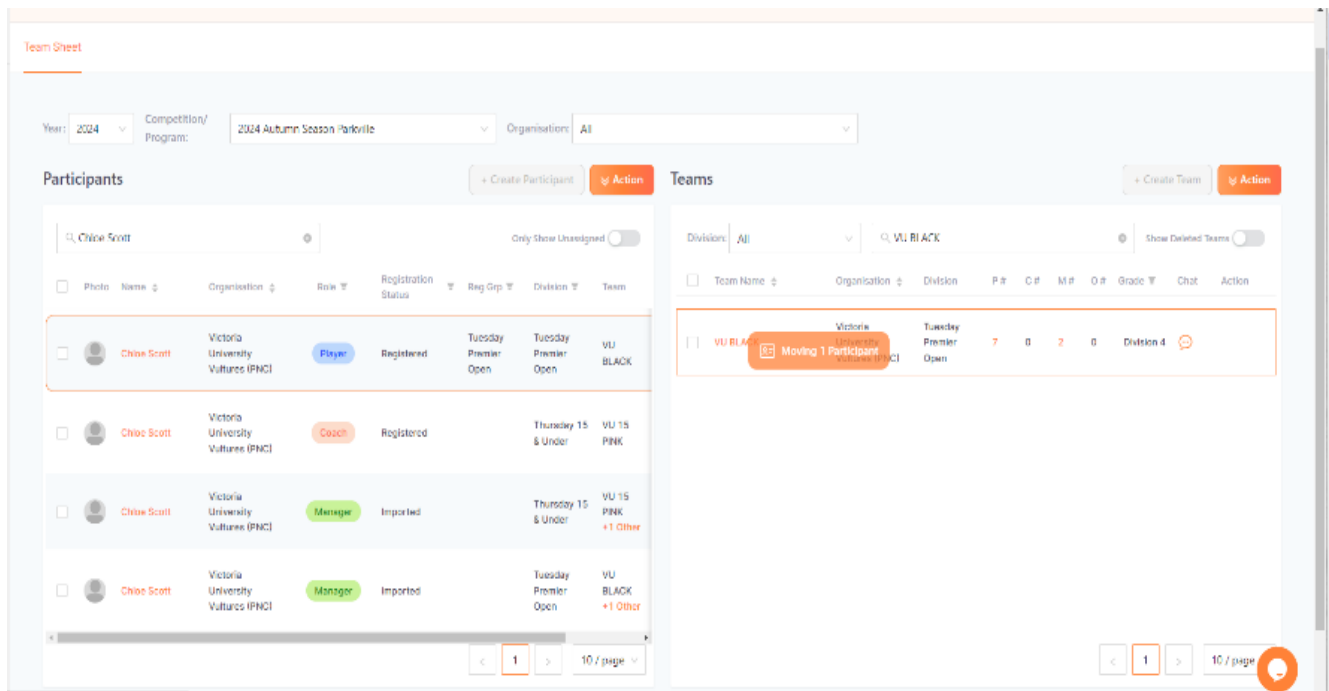 Team Sheet
Year: 2024 Competition/ Program: 2024 Autumn Season Parkville Organisation: All
Participants + Create Participant Action Teams + Create Team Action
Chloe Scott Only Show Unassigned Division: All VU BLACK Show Deleted Teams
Photo Name Organisation Role Registration Status Reg Grp Division Team
Team Name Organisation Division P # C # M # O # Grade Chat Action
Chloe Scott Victoria University Vultures (PNC) Player Registered Tuesday Premier Open Tuesday Premier Open VU BLACK
VU BLACK Victoria University Vultures (PNC) Tuesday Premier Open 7 0 2 0 Division 4
Moving 1 Participant
Chloe Scott Victoria University Vultures (PNC) Coach Registered Thursday 15 & Under VU 15 PINK
Chloe Scott Victoria University Vultures (PNC) Manager Imported Thursday 15 & Under VU 15 PINK +1 Other
Chloe Scott Victoria University Vultures (PNC) Manager Imported Tuesday Premier Open VU BLACK +1 Other
< 1 > 10 / page
< 1 > 10 / page